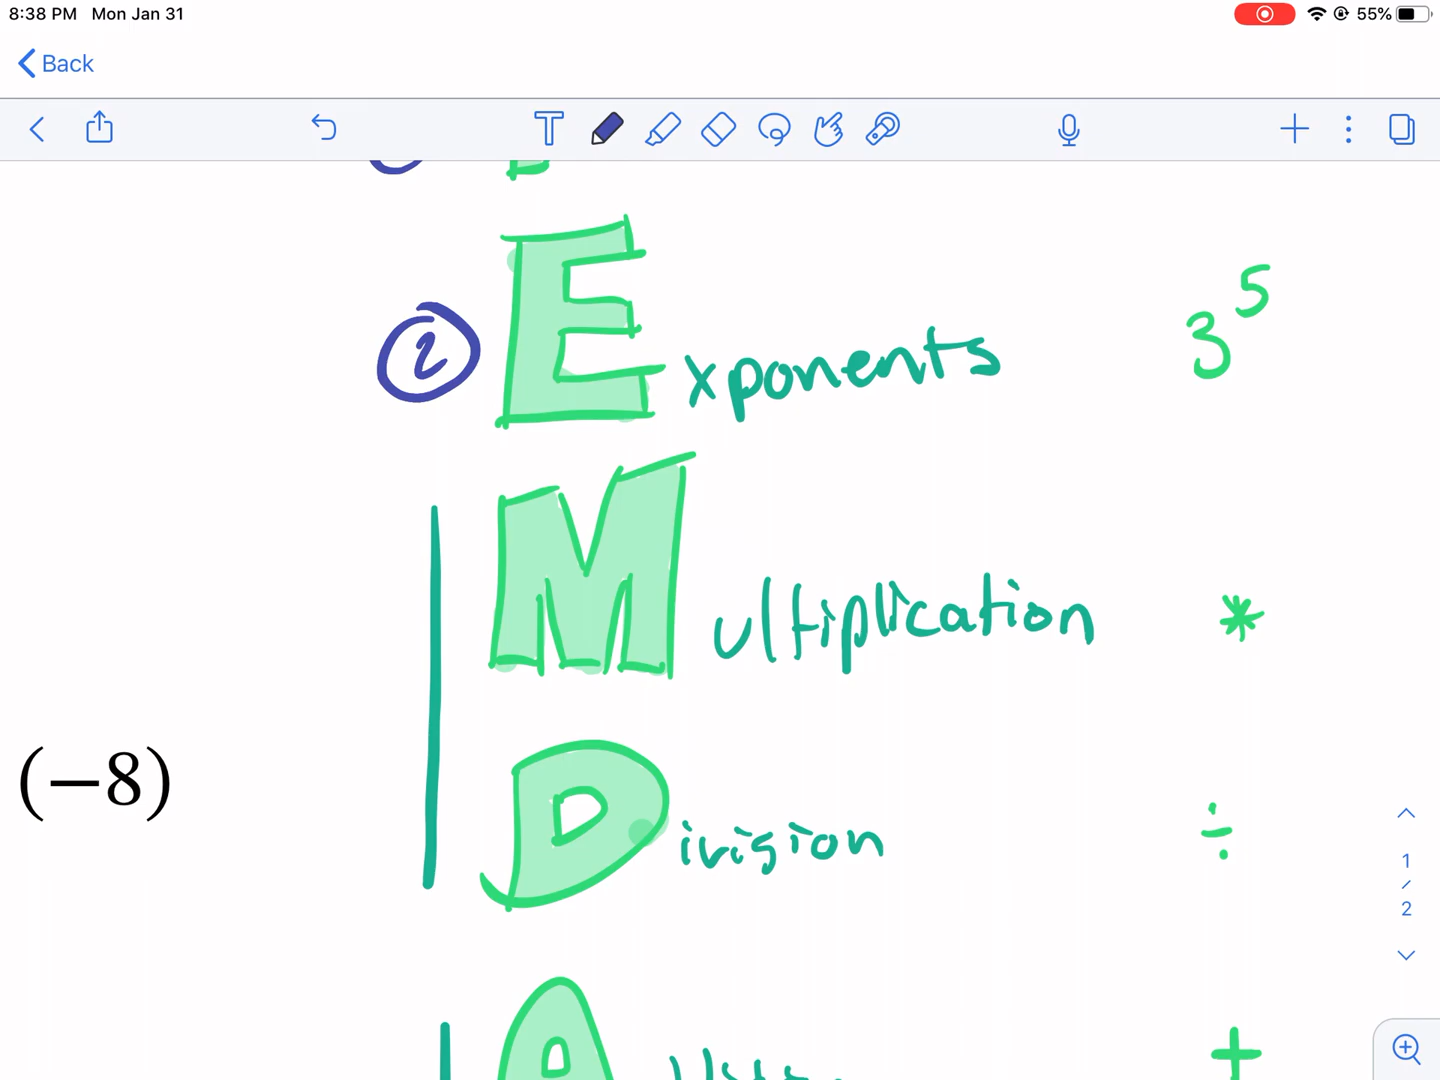 8:38 PM Mon Jan 31 55%
Back
② Exponents 3⁵
Multiplication *
Division ÷
(−8)
1
/
2
A +